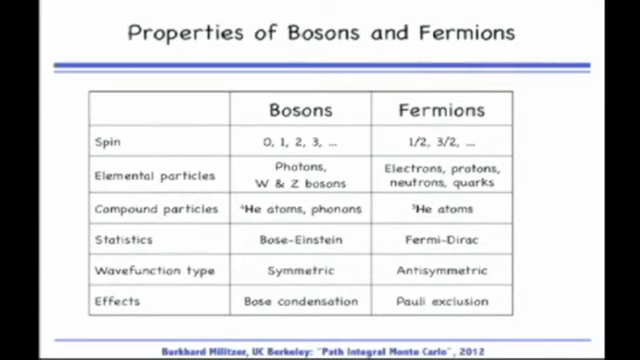 Properties of Bosons and Fermions
Bosons Fermions
Spin 0, 1, 2, 3, ... 1/2, 3/2, ...
Elemental particles Photons, W & Z bosons Electrons, protons, neutrons, quarks
Compound particles ⁴He atoms, phonons ³He atoms
Statistics Bose-Einstein Fermi-Dirac
Wavefunction type Symmetric Antisymmetric
Effects Bose condensation Pauli exclusion
Burkhard Militzer, UC Berkeley: "Path Integral Monte Carlo", 2012